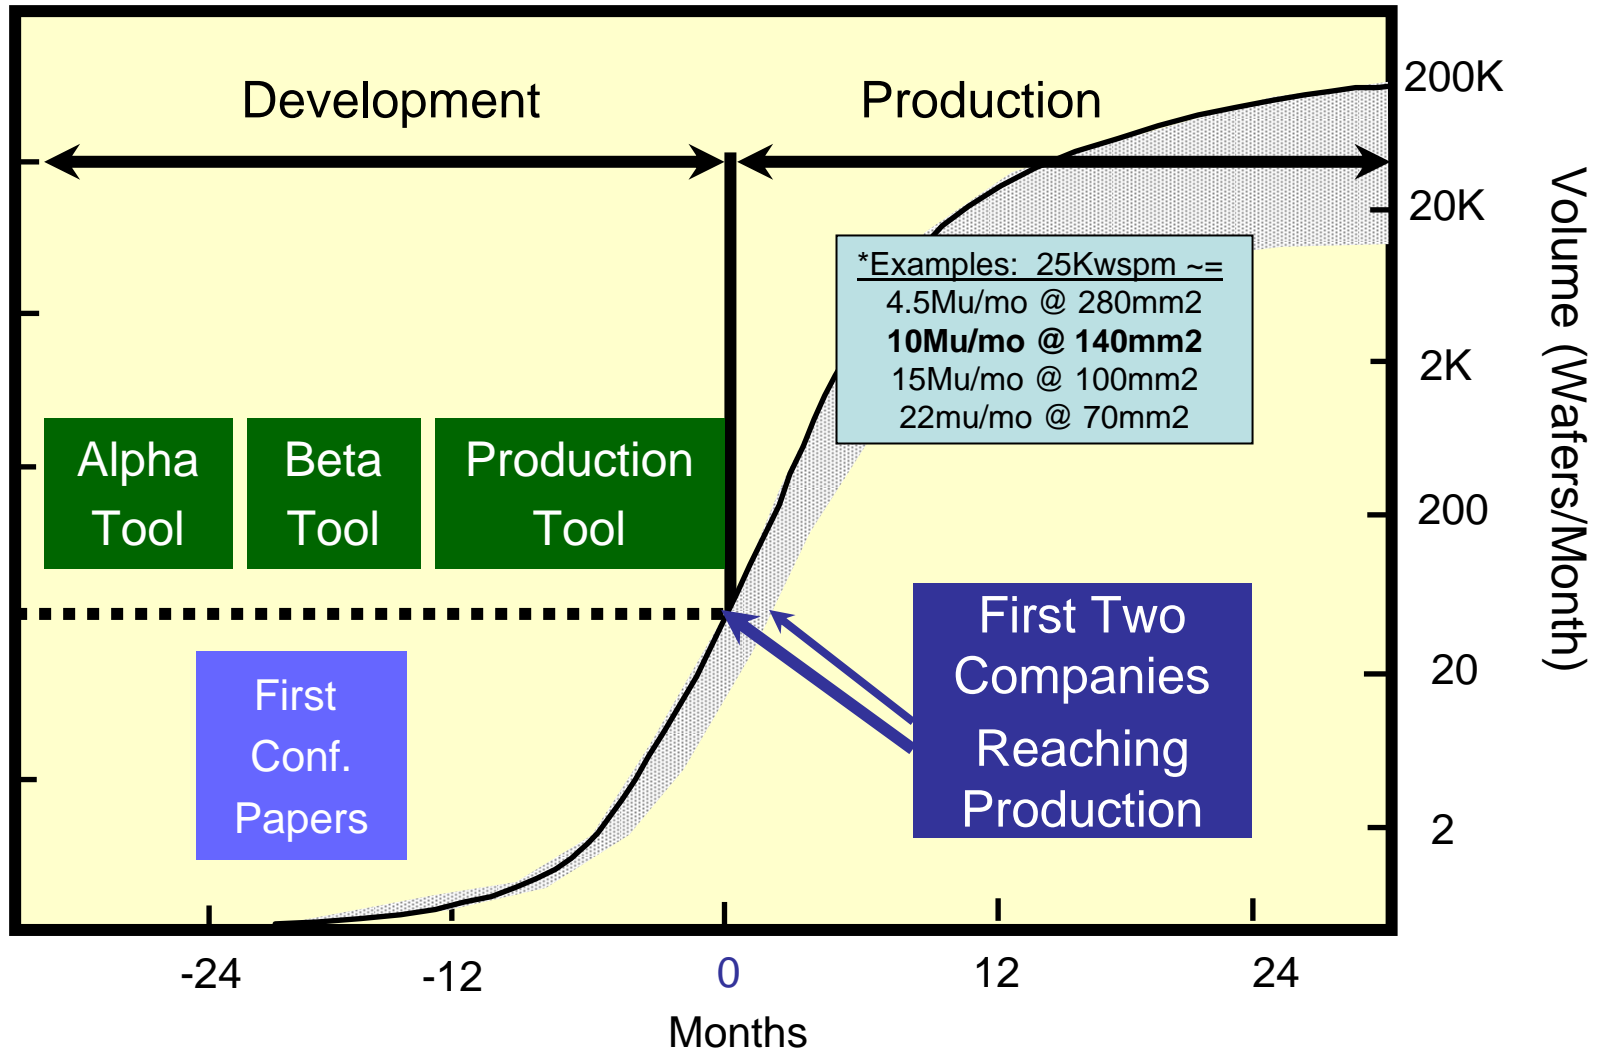 Development
Production
200K
20K
2K
200
20
2
Volume (Wafers/Month)
*Examples:  25Kwspm ~=
4.5Mu/mo @ 280mm2
10Mu/mo @ 140mm2
15Mu/mo @ 100mm2
22mu/mo @ 70mm2
Alpha
Tool
Beta
Tool
Production
Tool
First
Conf.
Papers
First Two
Companies
Reaching
Production
-24
-12
0
12
24
Months